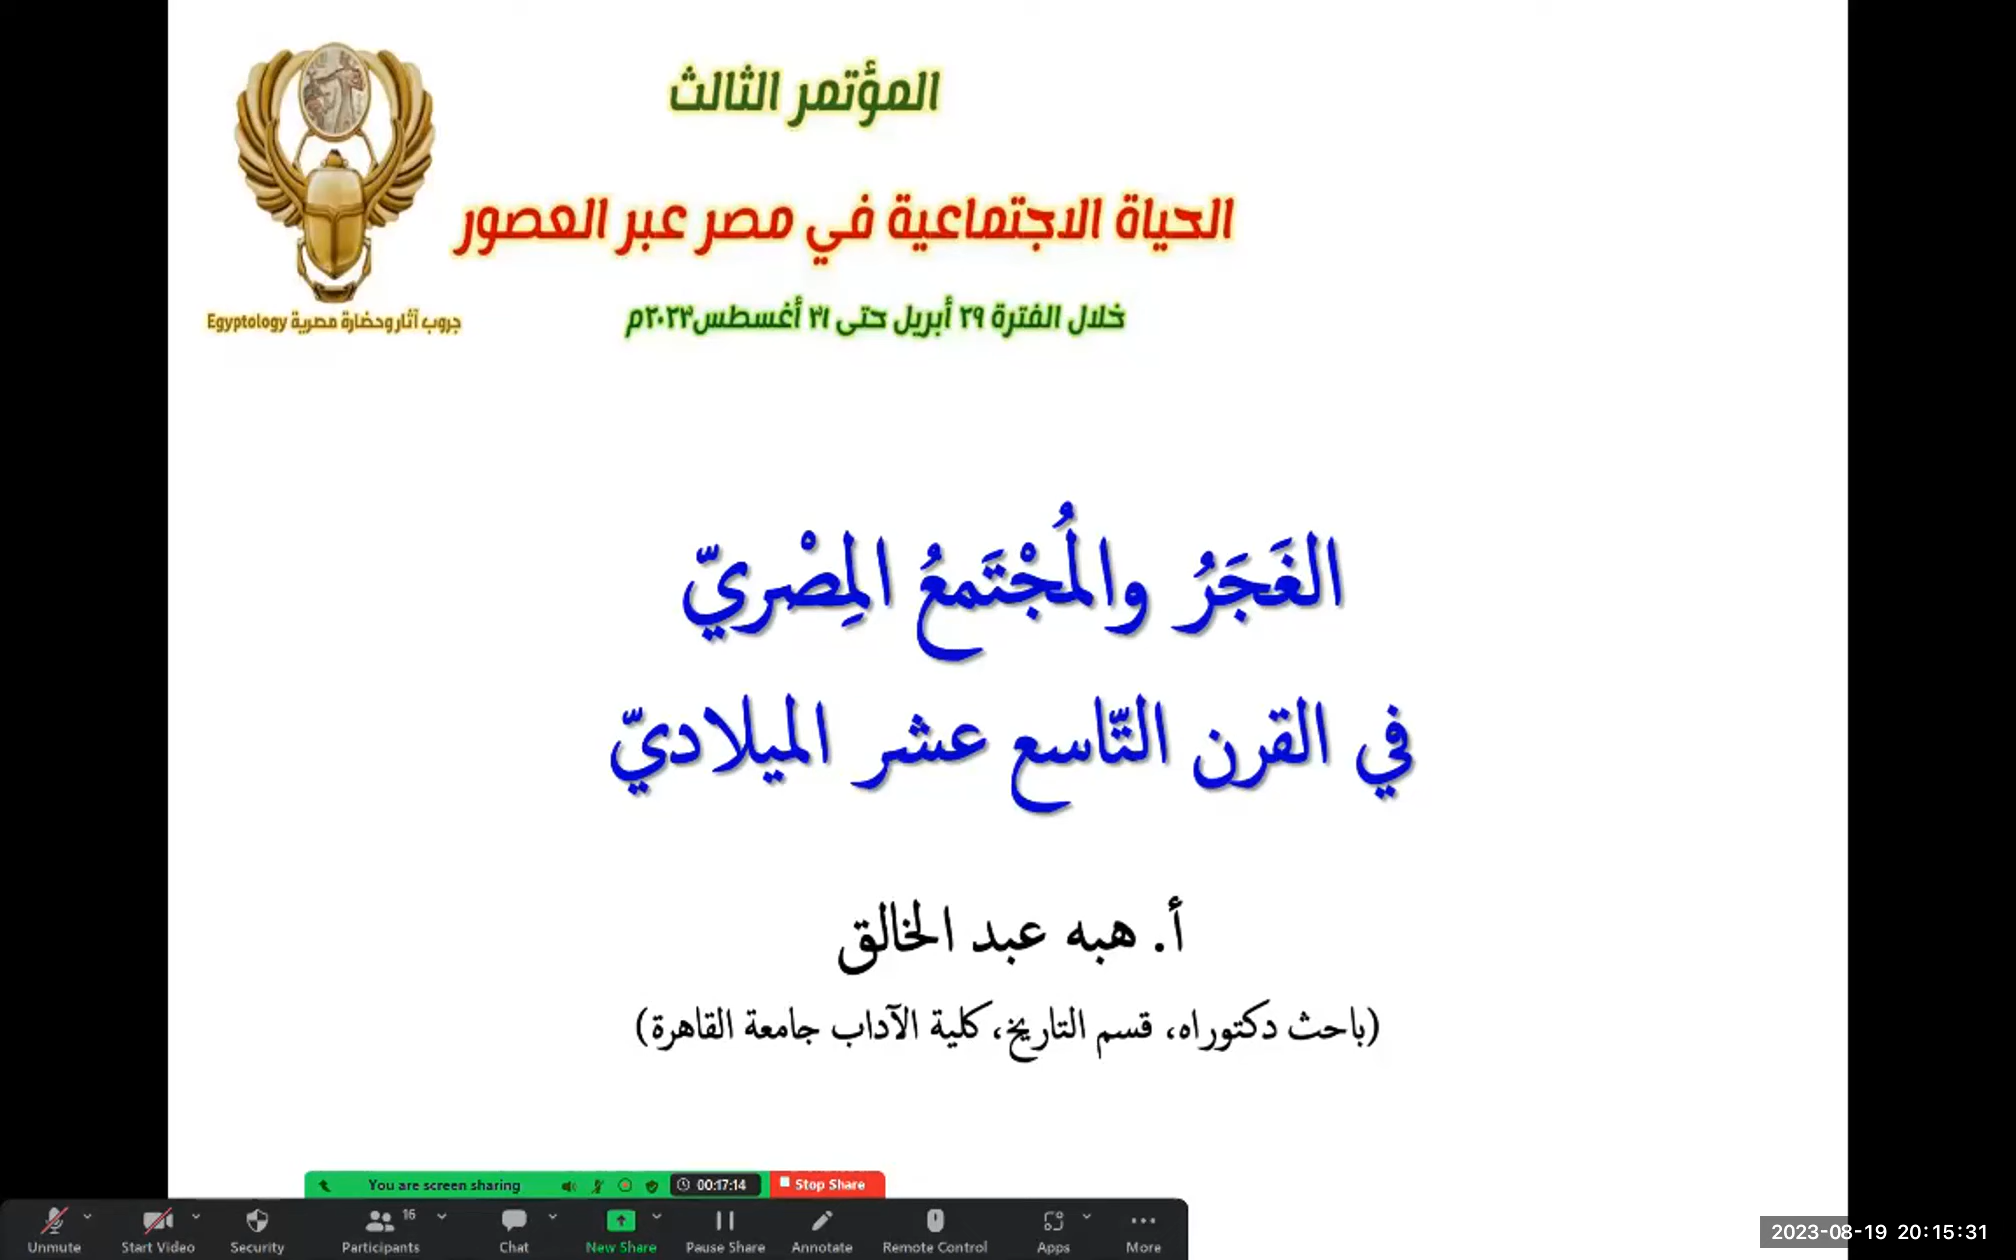 المؤتمر الثالث
الحياة الاجتماعية في مصر عبر العصور
خلال الفترة ٢٩ أبريل حتى ٣١ أغسطس٢٠٢٣م
جروب آثار وحضارة مصرية Egyptology
الغَجَرُ والمُجْتَمعُ المِصْريّ
في القرن التّاسع عشر الميلاديّ
أ. هبه عبد الخالق
(باحث دكتوراه، قسم التاريخ، كلية الآداب جامعة القاهرة)
You are screen sharing 00:17:14 Stop Share
Unmute Start Video Security Participants 16 Chat New Share Pause Share Annotate Remote Control Apps More
2023-08-19 20:15:31